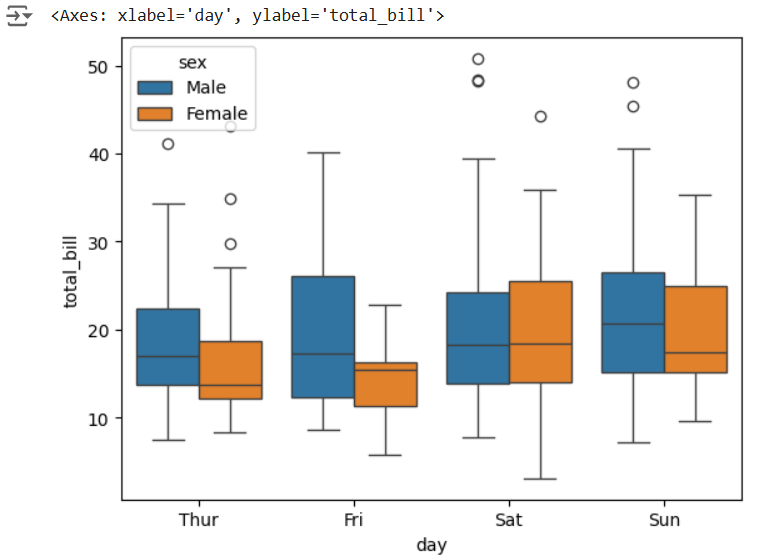 <Axes: xlabel='day', ylabel='total_bill'>
sex
Male
Female
50
40
30
20
10
total_bill
Thur Fri Sat Sun
day